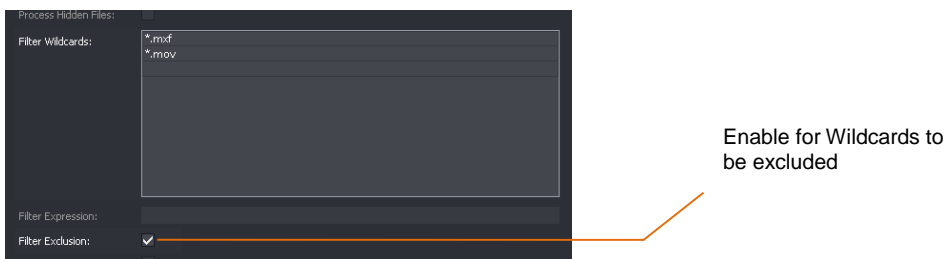 Process Hidden Files:
Filter Wildcards:
*.mxf
*.mov
Enable for Wildcards to
be excluded
Filter Expression:
Filter Exclusion: